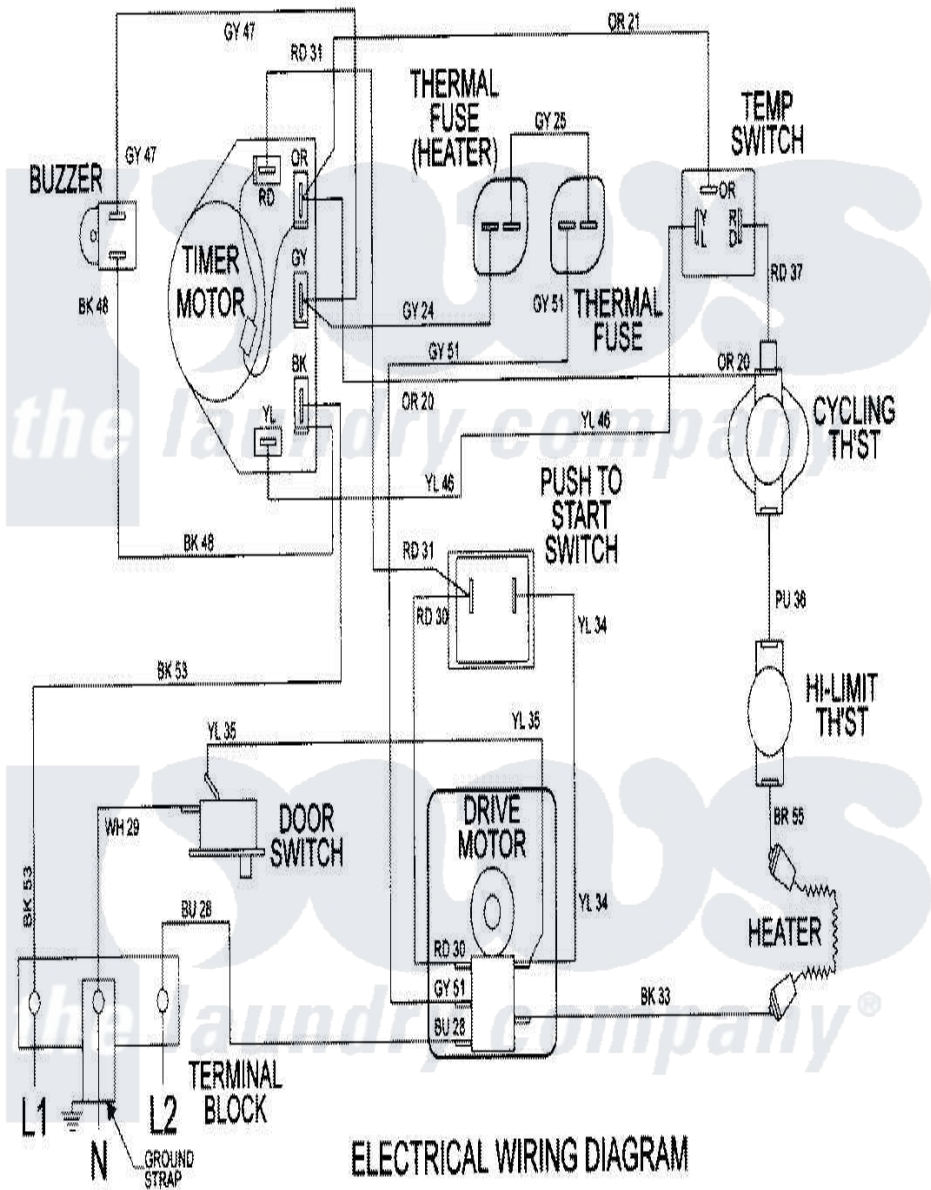 GY 47
OR 21
RD 31
THERMAL
FUSE
(HEATER)
GY 25
TEMP
SWITCH
GY 47
BUZZER
OR
RD
OR
Y
L
R
D
TIMER
MOTOR
GY
RD 37
BK 48
GY 24
GY 51
THERMAL
FUSE
GY 51
BK
OR 20
OR 20
CYCLING
TH'ST
the laundry company
YL
YL 46
YL 46
PUSH TO
START
SWITCH
BK 48
RD 31
RD 30
YL 34
PU 36
BK 53
HI-LIMIT
TH'ST
YL 35
YL 35
DRIVE
MOTOR
WH 29
DOOR
SWITCH
BR 55
BK 53
BU 28
YL 34
HEATER
RD 30
GY 51
BK 33
BU 28
the laundry company®
TERMINAL
BLOCK
L1
N
L2
GROUND
STRAP
ELECTRICAL WIRING DIAGRAM